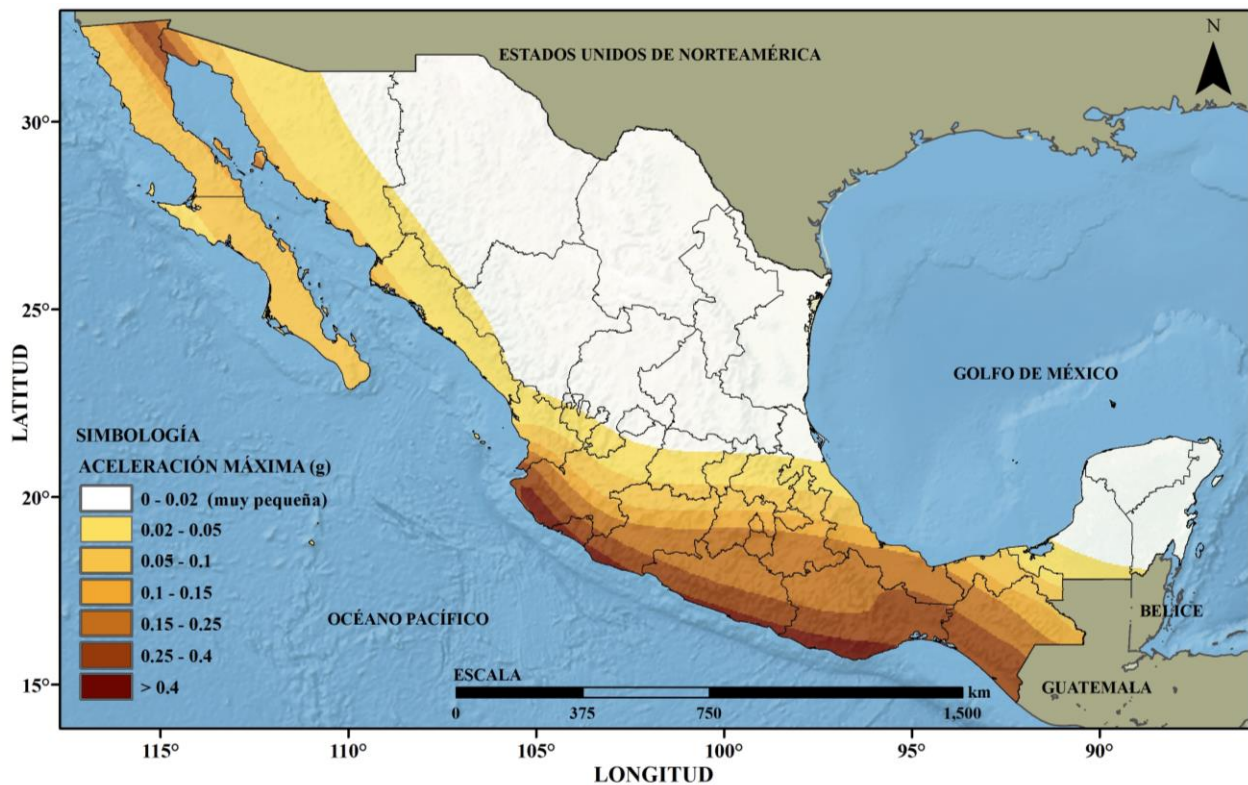 N
ESTADOS UNIDOS DE NORTEAMÉRICA
30°
25°
GOLFO DE MÉXICO
LATITUD
SIMBOLOGÍA
ACELERACIÓN MÁXIMA (g)
0 - 0.02 (muy pequeña)
0.02 - 0.05
0.05 - 0.1
0.1 - 0.15
0.15 - 0.25
0.25 - 0.4
> 0.4
20°
OCÉANO PACÍFICO
BELICE
15°
ESCALA
km
0 375 750 1,500
GUATEMALA
115° 110° 105° 100° 95° 90°
LONGITUD